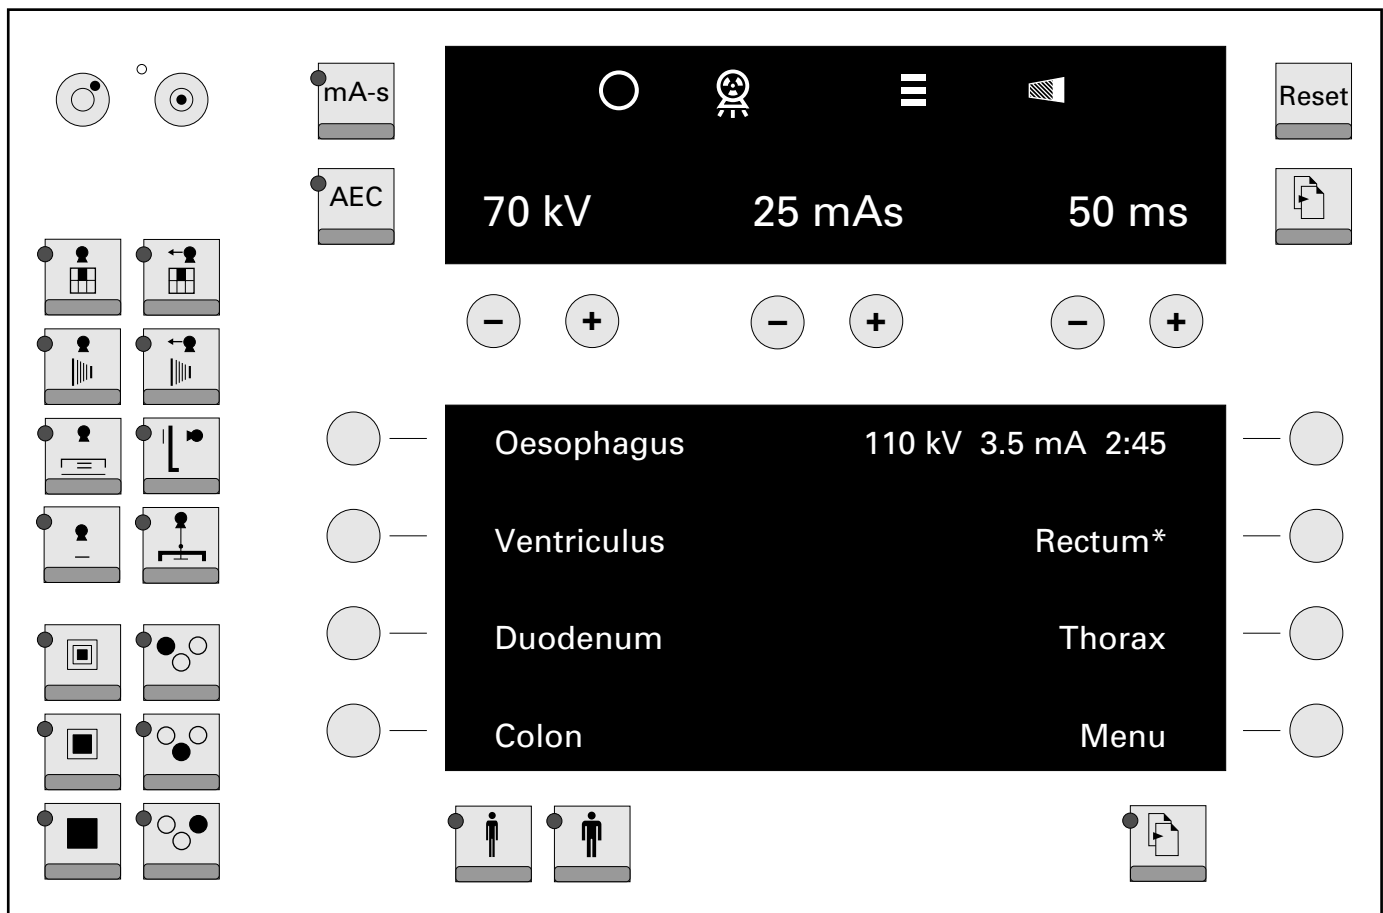 mA-s
Reset
AEC
70 kV 25 mAs 50 ms
– + – + – +
Oesophagus 110 kV 3.5 mA 2:45
Ventriculus Rectum*
Duodenum Thorax
Colon Menu